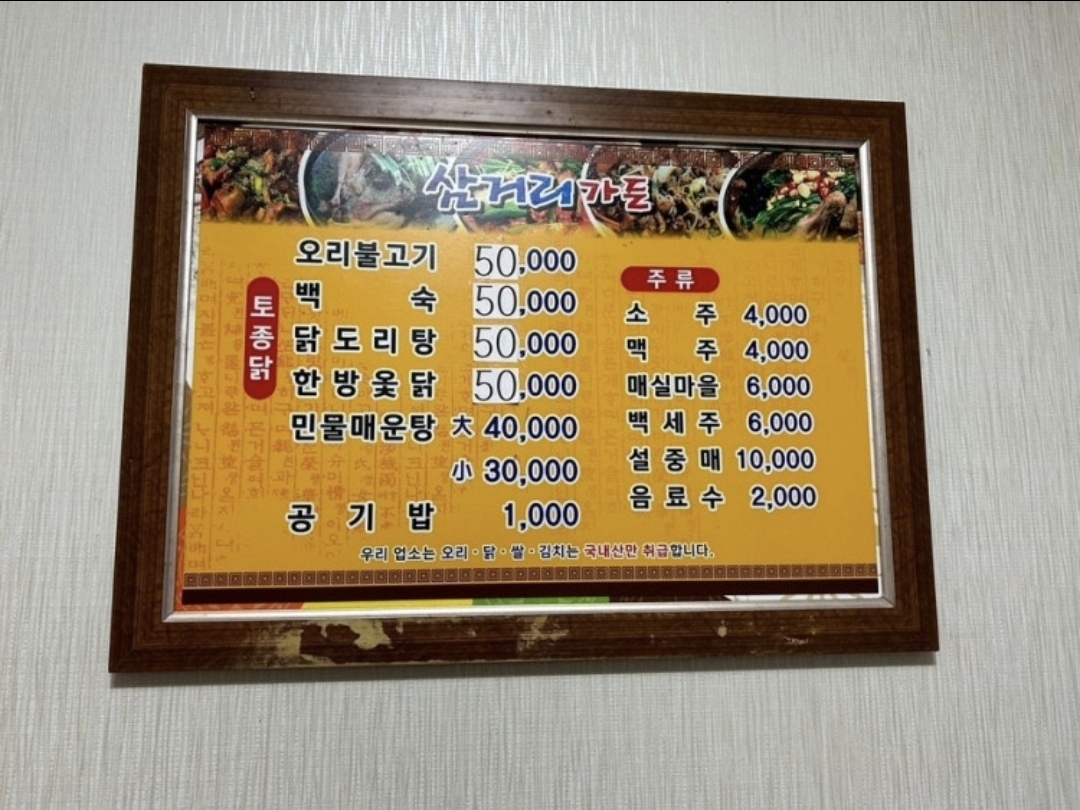 삼거리가든
오리불고기 50,000
토종닭
백숙 50,000
닭도리탕 50,000
한방옻닭 50,000
민물매운탕 大 40,000
小 30,000
공기밥 1,000
주류
소주 4,000
맥주 4,000
매실마을 6,000
백세주 6,000
설중매 10,000
음료수 2,000
우리 업소는 오리·닭·쌀·김치는 국내산만 취급합니다.